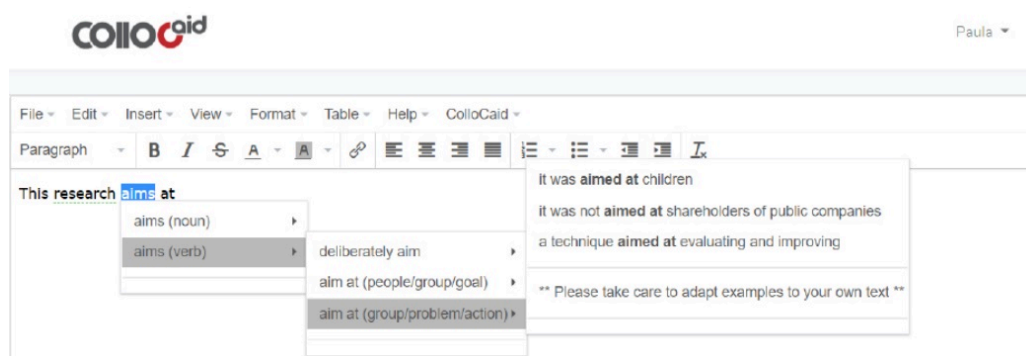 collocaid
Paula
File Edit Insert View Format Table Help ColloCaid
Paragraph B I S A A
This research aims at
aims (noun)
aims (verb)
deliberately aim
aim at (people/group/goal)
aim at (group/problem/action)
it was aimed at children
it was not aimed at shareholders of public companies
a technique aimed at evaluating and improving
** Please take care to adapt examples to your own text **